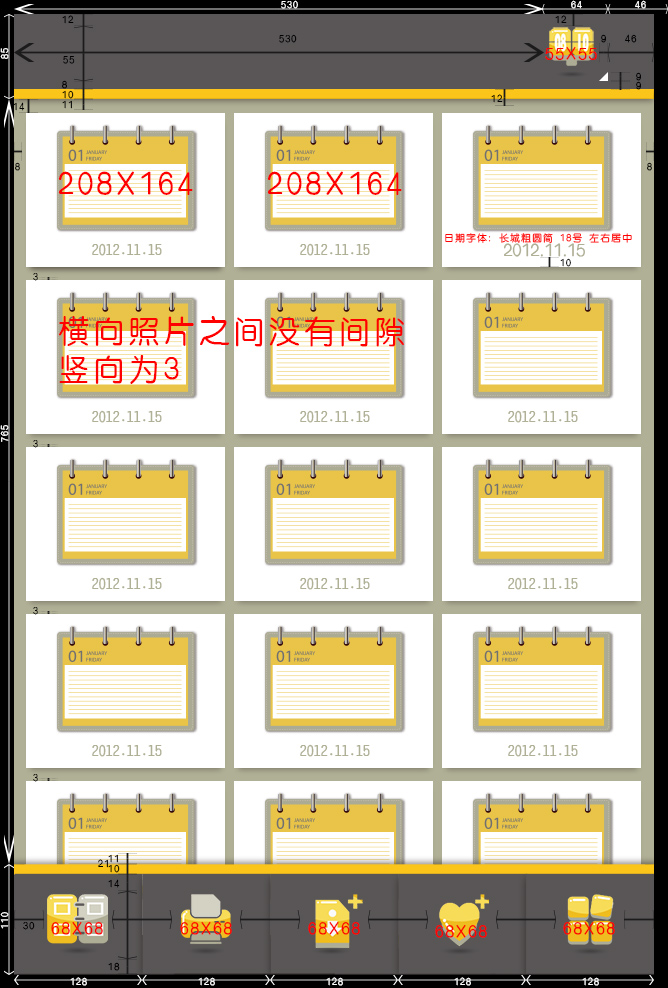 530
64
46
12
12
530
9
46
85
55
55X55
8
9
9
10
12
14
11
01 JANUARY FRIDAY
01 JANUARY FRIDAY
01 JANUARY FRIDAY
8
8
208X164
208X164
日期字体: 长城粗圆简 18号 左右居中
2012.11.15
2012.11.15
2012.11.15
10
3
01 JANUARY FRIDAY
01 JANUARY FRIDAY
01 JANUARY FRIDAY
横向照片之间没有间隙
竖向为3
2012.11.15
2012.11.15
2012.11.15
765
3
01 JANUARY FRIDAY
01 JANUARY FRIDAY
01 JANUARY FRIDAY
2012.11.15
2012.11.15
2012.11.15
3
01 JANUARY FRIDAY
01 JANUARY FRIDAY
01 JANUARY FRIDAY
2012.11.15
2012.11.15
2012.11.15
3
01 JANUARY FRIDAY
01 JANUARY FRIDAY
01 JANUARY FRIDAY
11
21
10
14
110
30
68X68
68X68
68X68
68X68
68X68
18
128
128
128
128
128